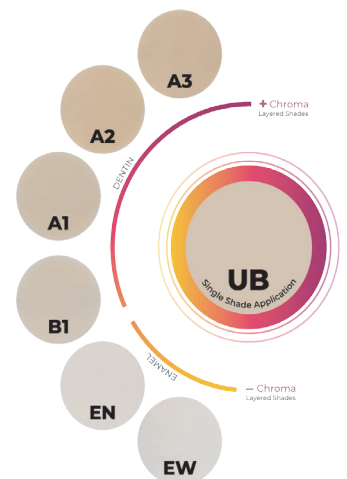 A3
+ Chroma
Layered Shades
A2
DENTIN
A1
UB
Single Shade Application
B1
ENAMEL
EN
– Chroma
Layered Shades
EW